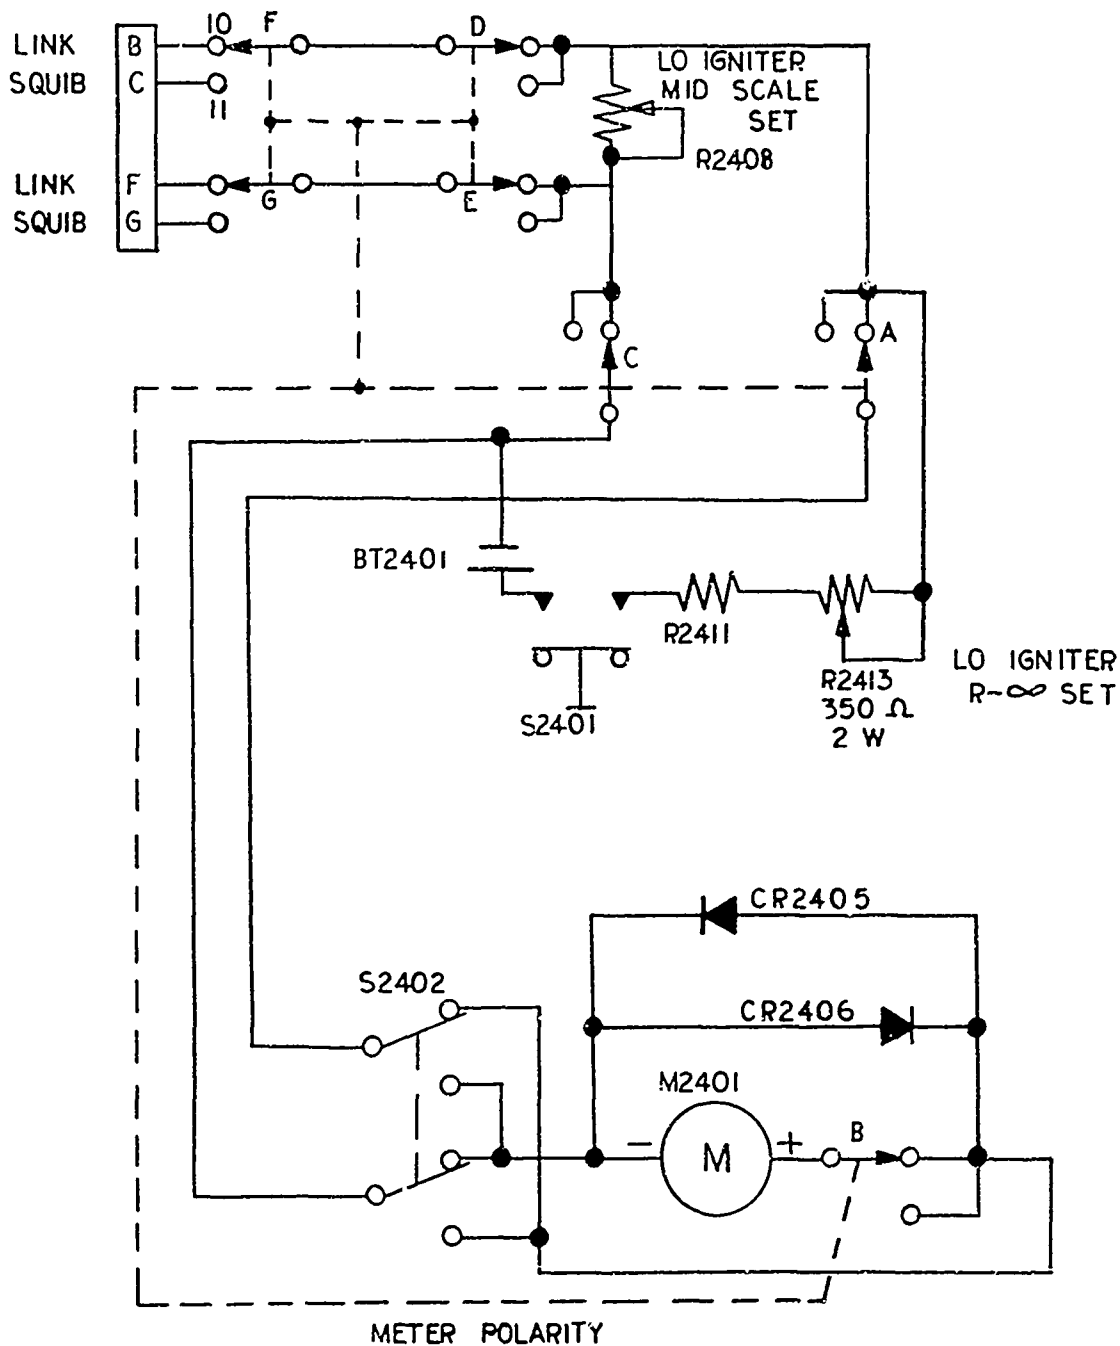 10 F D
LINK B
SQUIB C
11
LO IGNITER
MID SCALE
SET
R2408
LINK F
SQUIB G
G E
C A
BT2401
R2411
S2401
R2413
350 Ω
2 W
LO IGNITER
R-∞ SET
CR2405
S2402
CR2406
M2401
− M + B
METER POLARITY